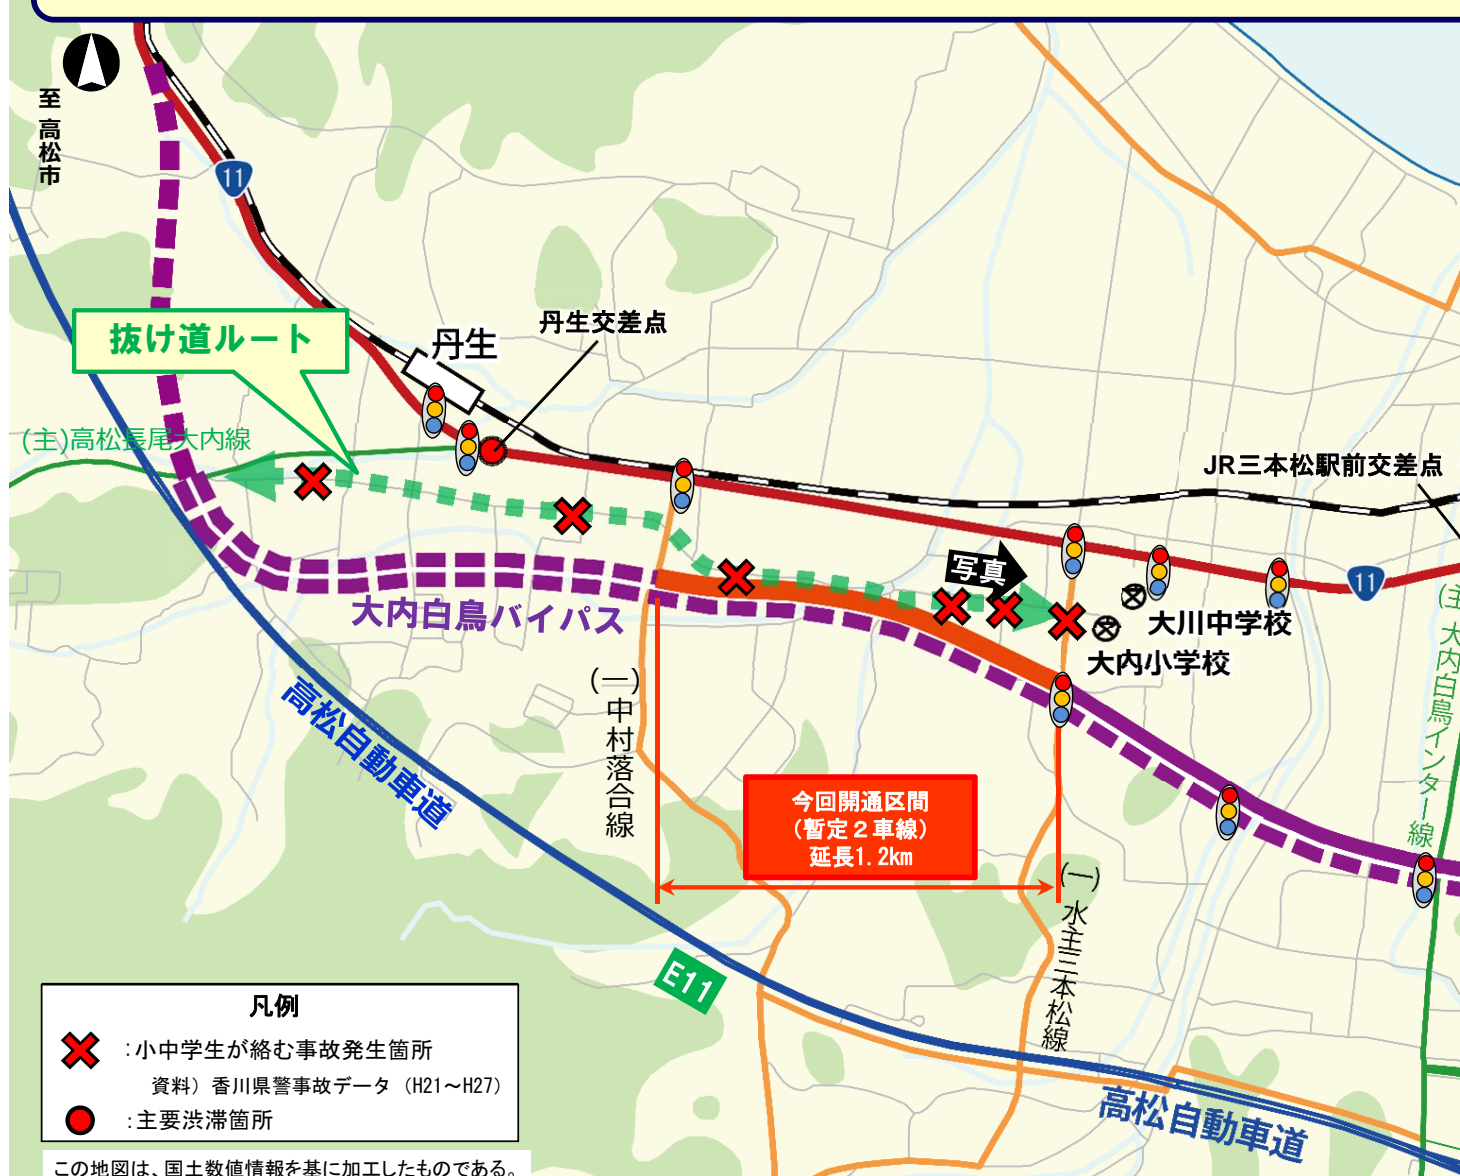 至 高松市
11
抜け道ルート
丹生
丹生交差点
(主)高松長尾大内線
JR三本松駅前交差点
写真
11
大川中学校
大内小学校
大内白鳥バイパス
(主)大内白鳥インター線
(一)中村落合線
高松自動車道
今回開通区間
(暫定2車線)
延長1.2km
(一)水主三本松線
E11
高松自動車道
凡例
:小中学生が絡む事故発生箇所
資料）香川県警事故データ（H21～H27）
:主要渋滞箇所
この地図は、国土数値情報を基に加工したものである。